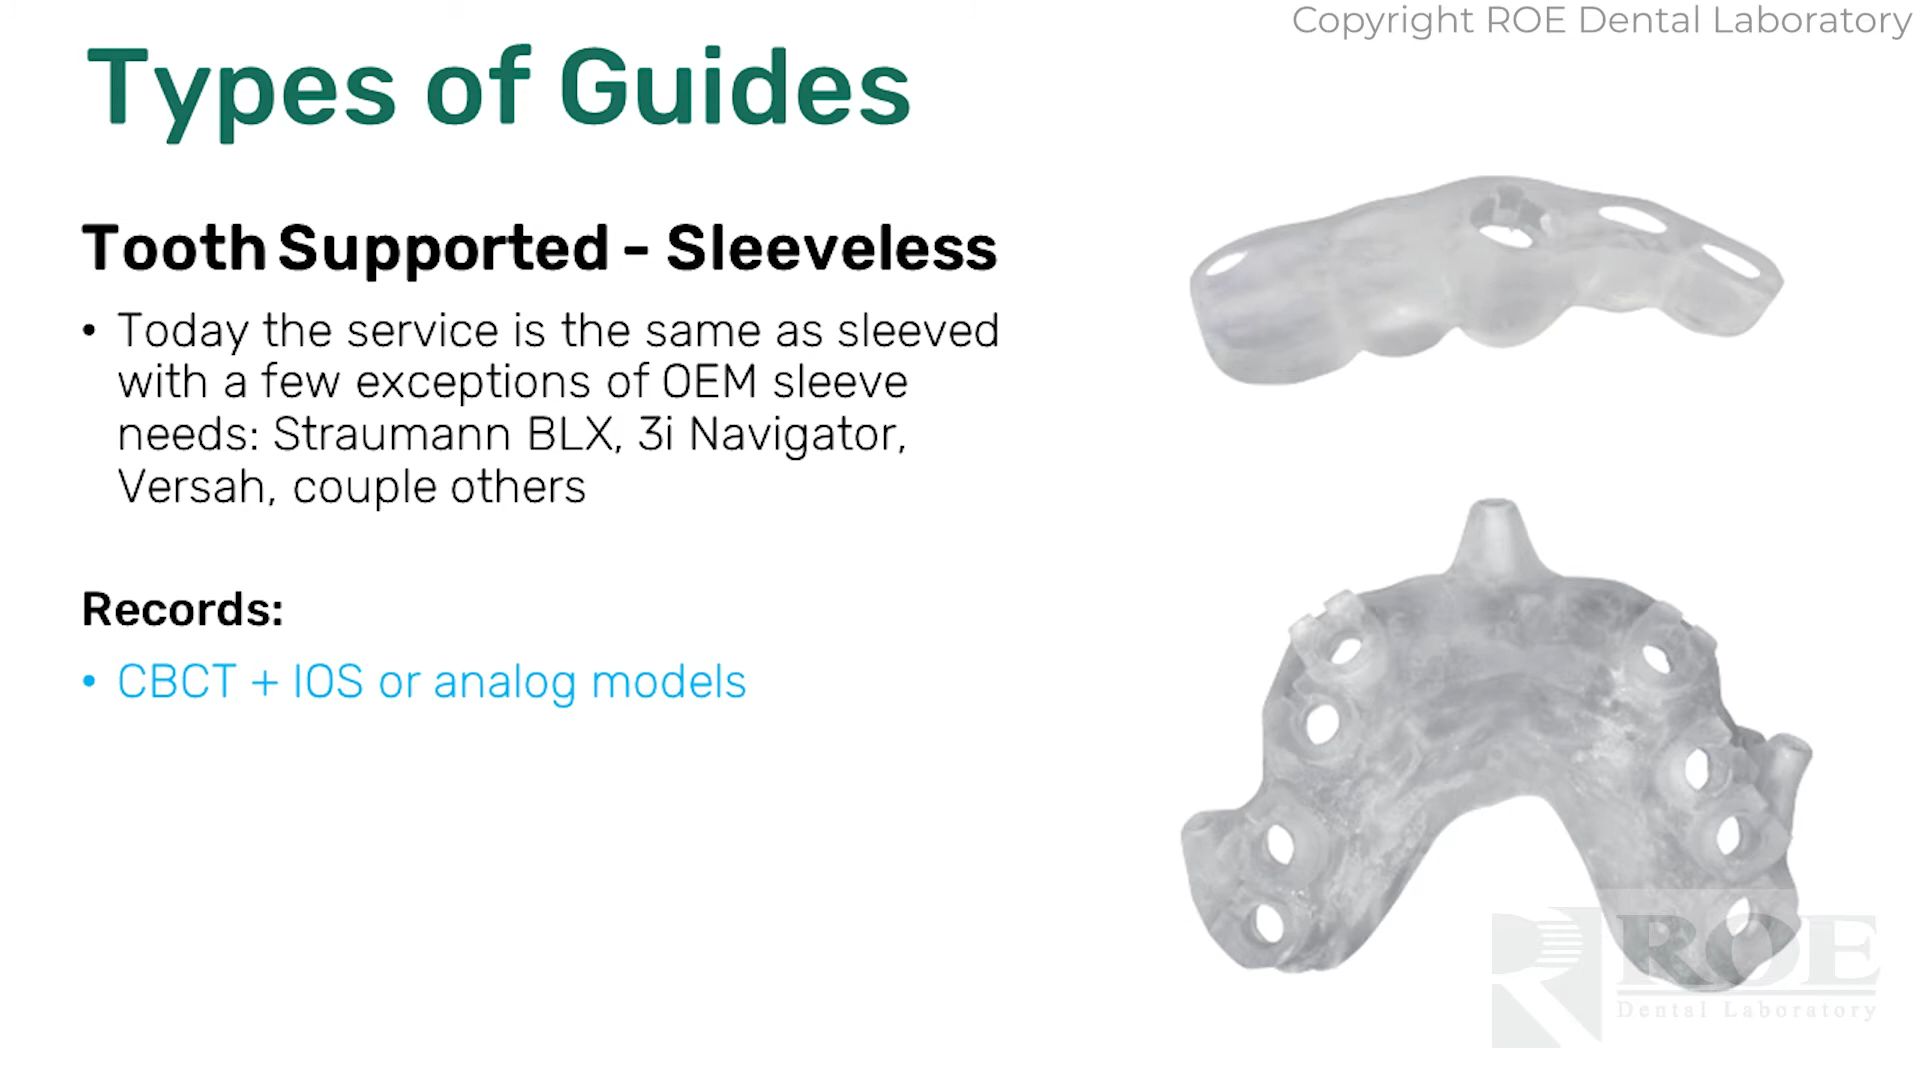 Copyright ROE Dental Laboratory
Types of Guides
Tooth Supported - Sleeveless
• Today the service is the same as sleeved
with a few exceptions of OEM sleeve
needs: Straumann BLX, 3i Navigator,
Versah, couple others
Records:
• CBCT + IOS or analog models
ROE
Dental Laboratory